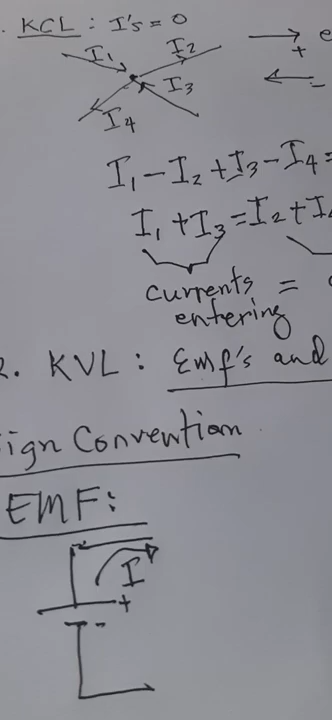 . KCL : I's = 0
I₁ I₂ → e
+
I₃ ← -
I₄
I₁ - I₂ + I₃ - I₄ =
I₁ + I₃ = I₂ + I₄
currents =
entering
2. KVL : Emf's and
ign Convention
EMF:
I
+
-